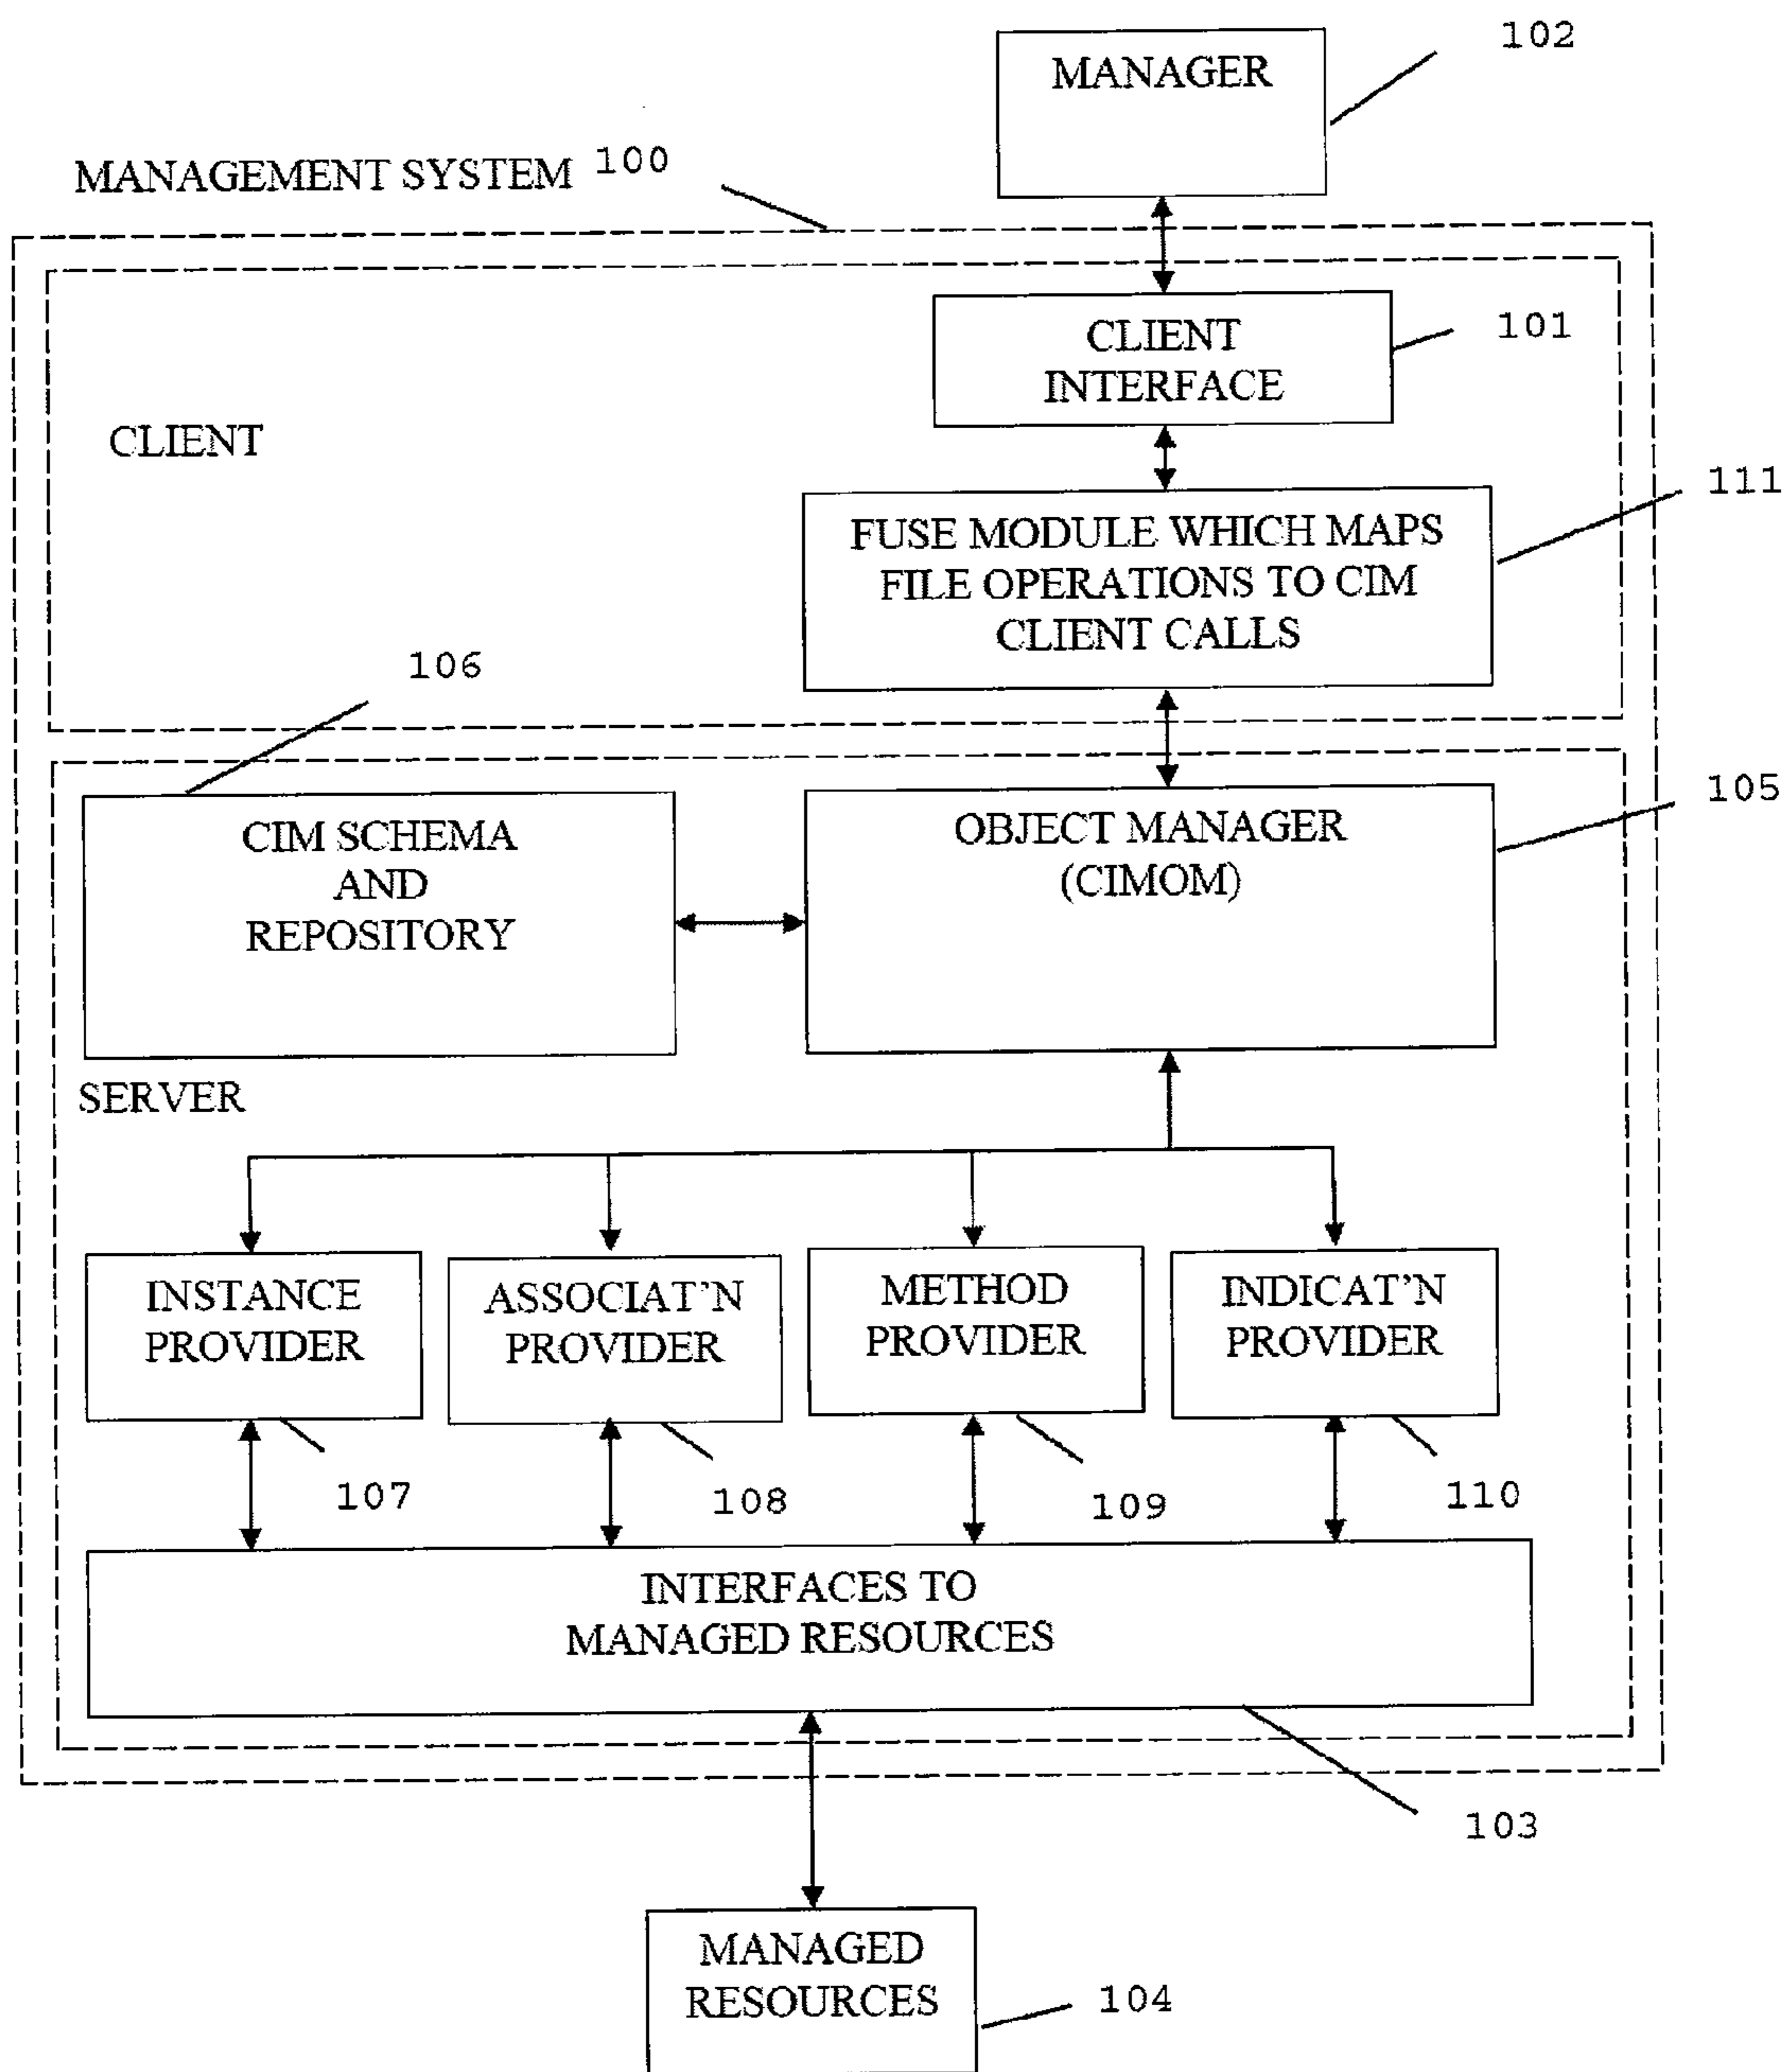 102
MANAGER
MANAGEMENT SYSTEM 100
CLIENT
INTERFACE
101
CLIENT
111
FUSE MODULE WHICH MAPS
FILE OPERATIONS TO CIM
CLIENT CALLS
106
105
CIM SCHEMA
AND
REPOSITORY
OBJECT MANAGER
(CIMOM)
SERVER
INSTANCE
PROVIDER
ASSOCIAT'N
PROVIDER
METHOD
PROVIDER
INDICAT'N
PROVIDER
107
108
109
110
INTERFACES TO
MANAGED RESOURCES
103
MANAGED
RESOURCES
104